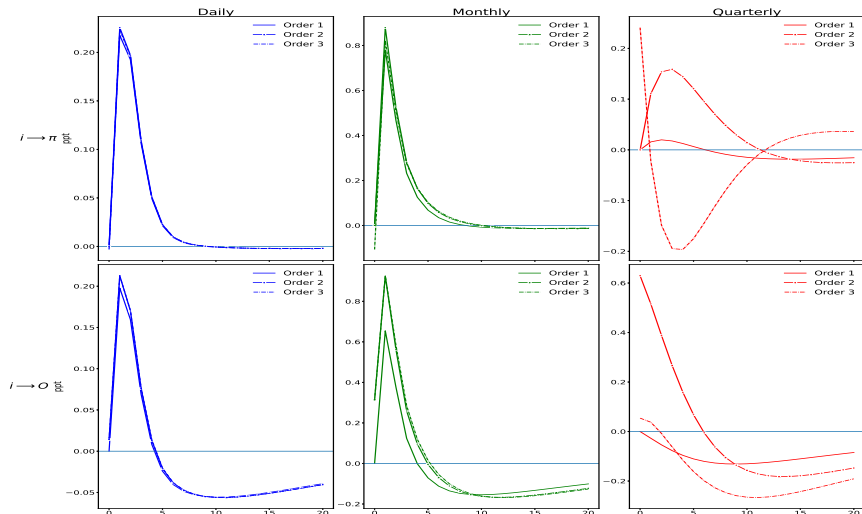 Daily Monthly Quarterly
Order 1
Order 2
Order 3
0.20
0.15
0.10
0.05
0.00
i → π
ppt
Order 1
Order 2
Order 3
0.8
0.6
0.4
0.2
0.0
Order 1
Order 2
Order 3
0.2
0.1
0.0
−0.1
−0.2
Order 1
Order 2
Order 3
0.20
0.15
0.10
0.05
0.00
−0.05
i → O
ppt
0 5 10 15 20
Order 1
Order 2
Order 3
0.8
0.6
0.4
0.2
0.0
−0.2
0 5 10 15 20
Order 1
Order 2
Order 3
0.6
0.4
0.2
0.0
−0.2
0 5 10 15 20